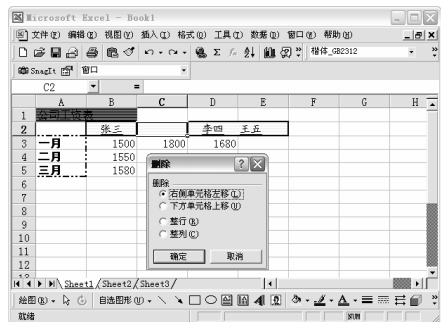 Microsoft Excel - Book1
文件(F) 编辑(E) 视图(V) 插入(I) 格式(O) 工具(T) 数据(D) 窗口(W) 帮助(H)
楷体_GB2312
SnagIt 窗口
C2 =
A B C D E F G H
1 公司工资表
2 张三 李四 王五
3 一月 1500 1800 1680
4 二月 1550
5 三月 1580
6
7
8
9
10
11
12
删除
删除
右侧单元格左移(L)
下方单元格上移(U)
整行(R)
整列(C)
确定 取消
Sheet1 Sheet2 Sheet3
绘图(R) 自选图形(U)
就绪